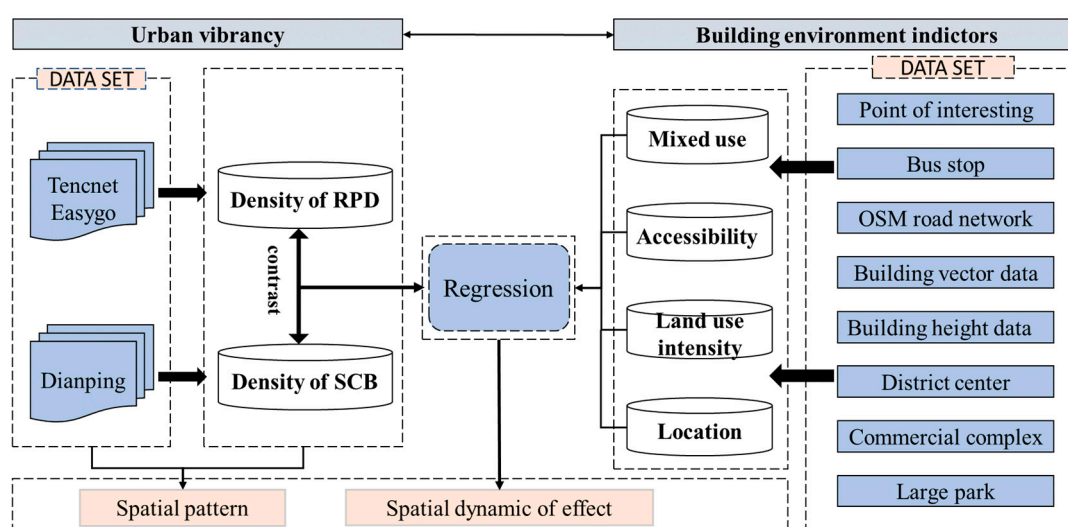 Urban vibrancy
Building environment indictors
DATA SET
DATA SET
Tencnet
Easygo
Dianping
Density of RPD
contrast
Density of SCB
Regression
Mixed use
Accessibility
Land use
intensity
Location
Point of interesting
Bus stop
OSM road network
Building vector data
Building height data
District center
Commercial complex
Large park
Spatial pattern
Spatial dynamic of effect